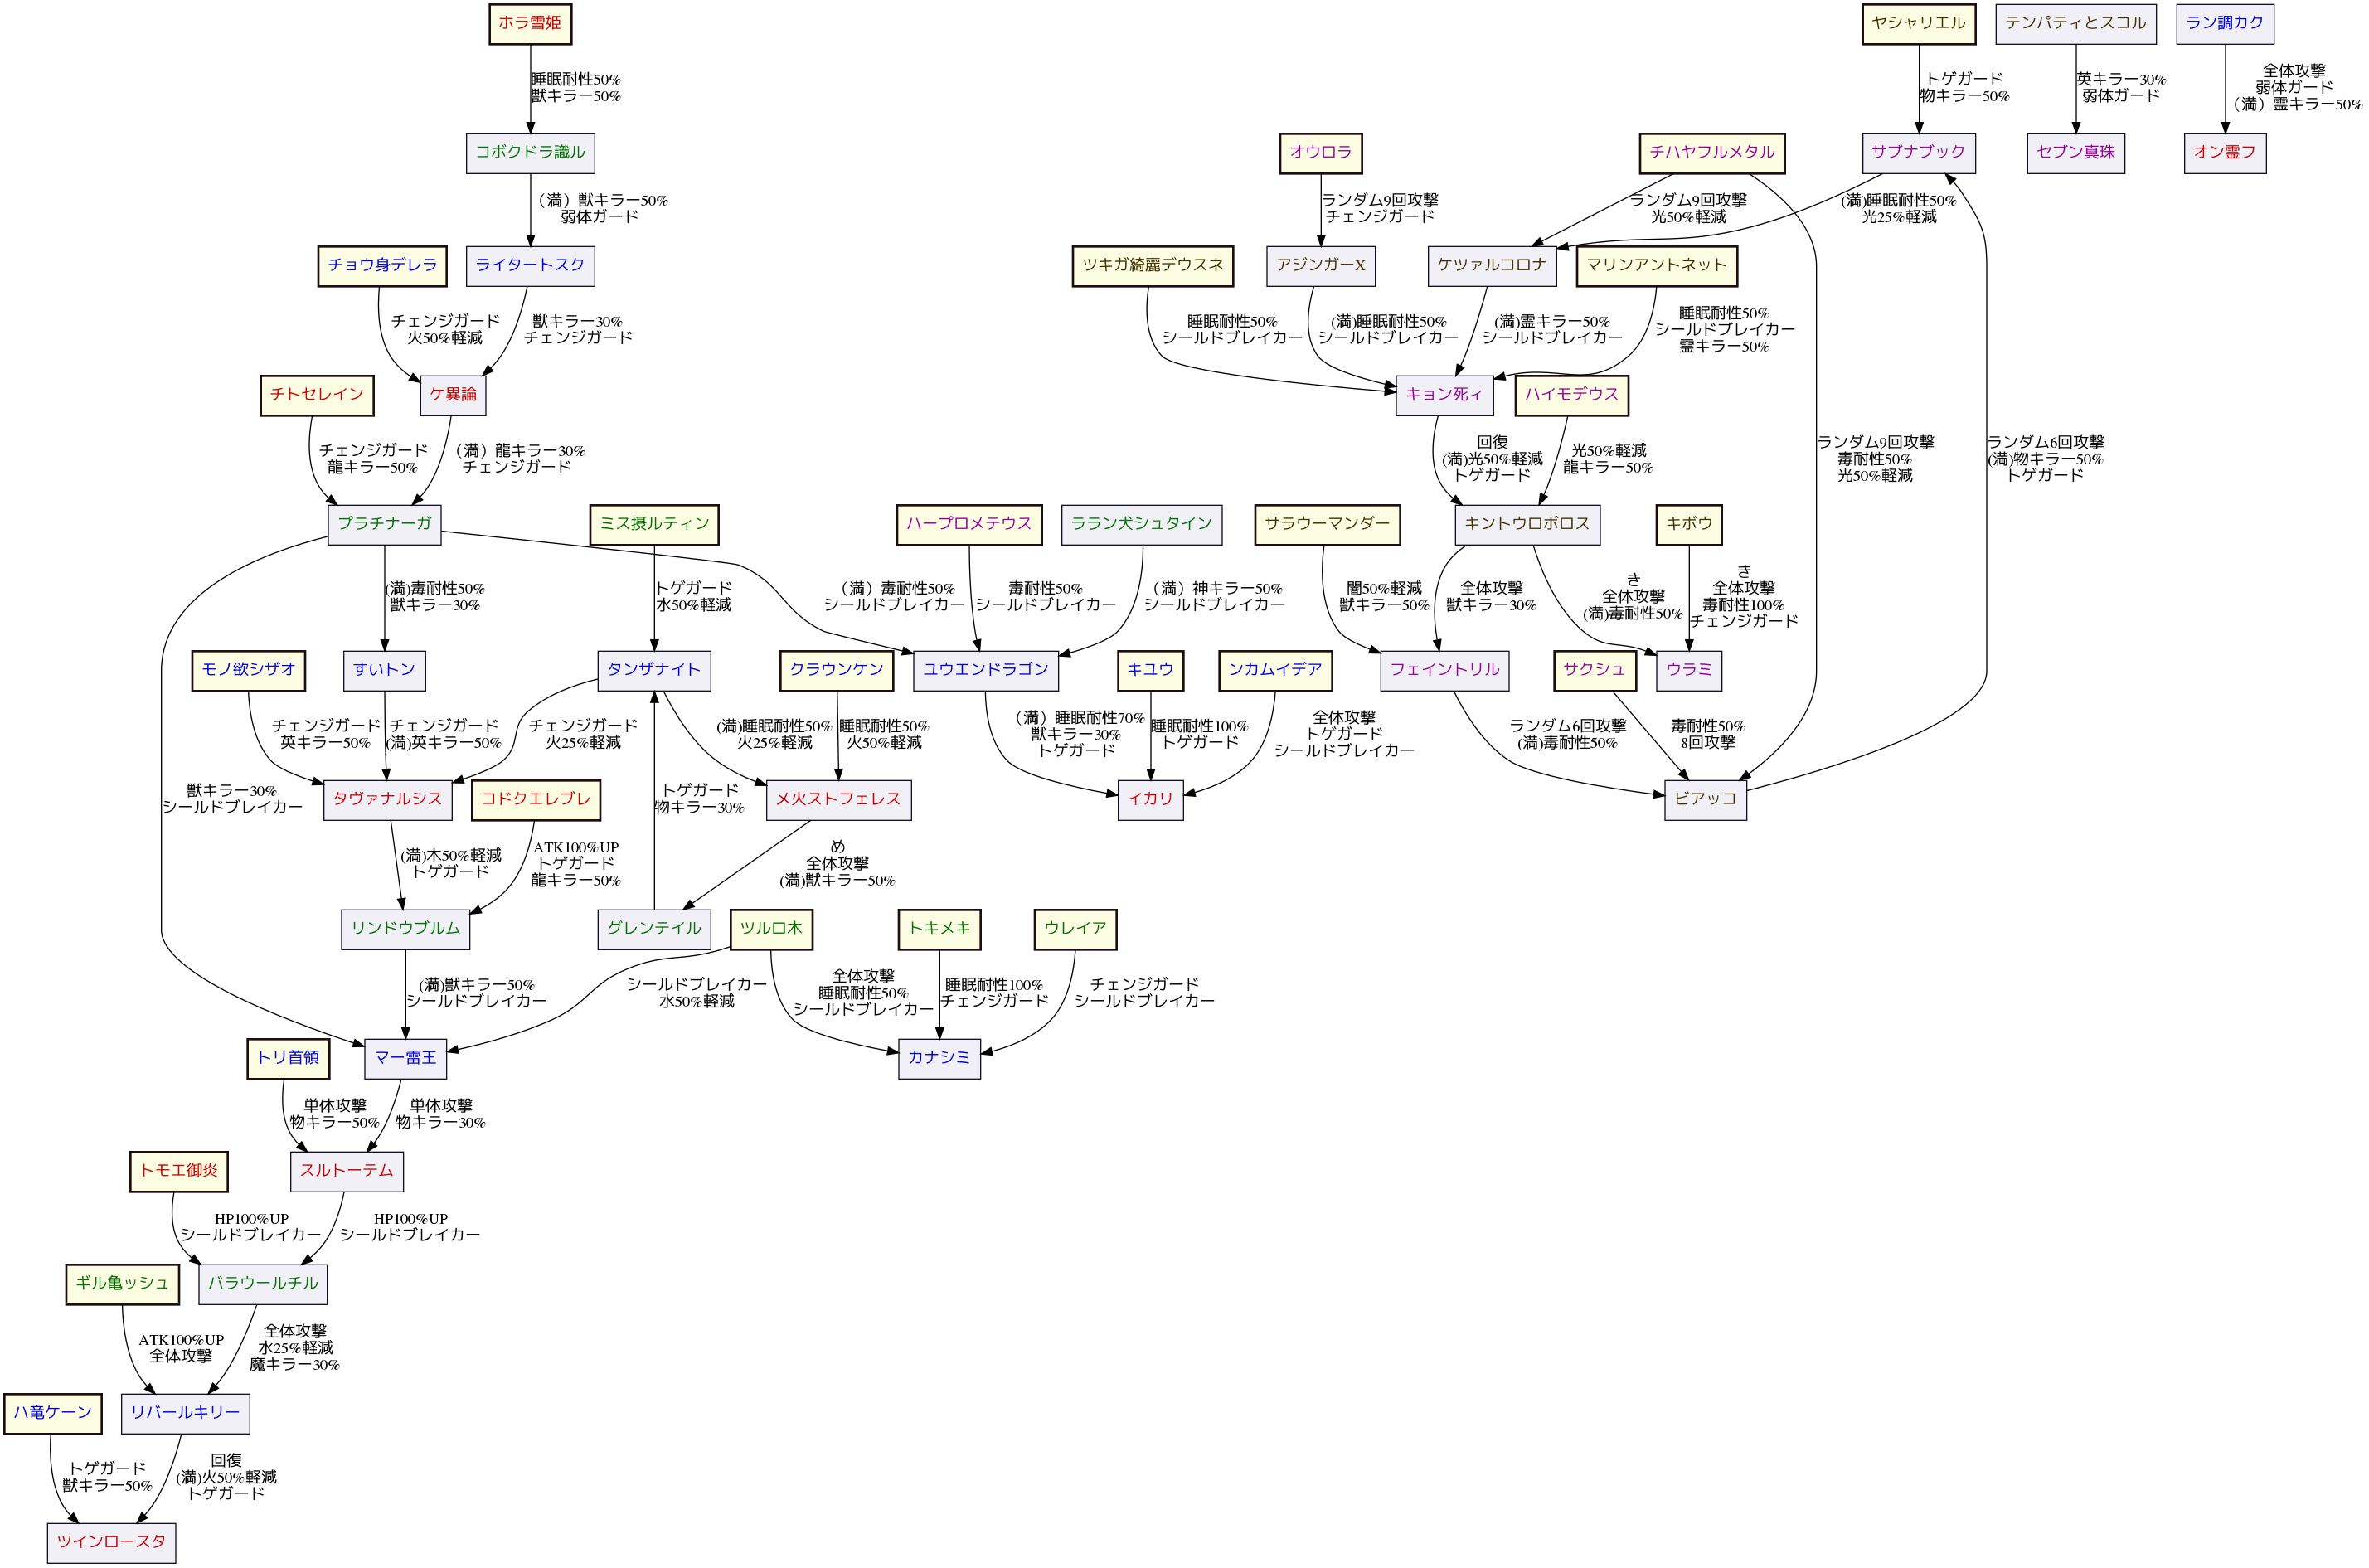 ホラ雪姫
ヤシャリエル
テンパティとスコル
ラン調カク
睡眠耐性50%
獣キラー50%
トゲガード
物キラー50%
英キラー30%
弱体ガード
全体攻撃
弱体ガード
（満）霊キラー50%
コボクドラ識ル
オウロラ
チハヤフルメタル
サブナブック
セブン真珠
オン霊フ
（満）獣キラー50%
弱体ガード
ランダム9回攻撃
チェンジガード
ランダム9回攻撃
光50%軽減
(満)睡眠耐性50%
光25%軽減
チョウ身デレラ
ライタートスク
ツキガ綺麗デウスネ
アジンガーX
ケツァルコロナ
マリンアントネット
チェンジガード
火50%軽減
獣キラー30%
チェンジガード
睡眠耐性50%
シールドブレイカー
(満)睡眠耐性50%
シールドブレイカー
(満)霊キラー50%
シールドブレイカー
睡眠耐性50%
シールドブレイカー
霊キラー50%
チトセレイン
ケ異論
キョン死ィ
ハイモデウス
チェンジガード
龍キラー50%
（満）龍キラー30%
チェンジガード
回復
(満)光50%軽減
トゲガード
光50%軽減
龍キラー50%
ランダム9回攻撃
毒耐性50%
光50%軽減
ランダム6回攻撃
(満)物キラー50%
トゲガード
プラチナーガ
ミス摂ルティン
ハープロメテウス
ララン犬シュタイン
サラウーマンダー
キントウロボロス
キボウ
(満)毒耐性50%
獣キラー30%
トゲガード
水50%軽減
（満）毒耐性50%
シールドブレイカー
毒耐性50%
シールドブレイカー
（満）神キラー50%
シールドブレイカー
闇50%軽減
獣キラー50%
全体攻撃
獣キラー30%
き
全体攻撃
(満)毒耐性50%
き
全体攻撃
毒耐性100%
チェンジガード
モノ欲シザオ
すいトン
タンザナイト
クラウンケン
ユウエンドラゴン
キユウ
ンカムイデア
フェイントリル
サクシュ
ウラミ
獣キラー30%
シールドブレイカー
チェンジガード
英キラー50%
チェンジガード
(満)英キラー50%
チェンジガード
火25%軽減
トゲガード
物キラー30%
(満)睡眠耐性50%
火25%軽減
睡眠耐性50%
火50%軽減
（満）睡眠耐性70%
獣キラー30%
トゲガード
睡眠耐性100%
トゲガード
全体攻撃
トゲガード
シールドブレイカー
ランダム6回攻撃
(満)毒耐性50%
毒耐性50%
8回攻撃
タヴァナルシス
コドクエレブレ
メ火ストフェレス
イカリ
ビアッコ
(満)木50%軽減
トゲガード
ATK100%UP
トゲガード
龍キラー50%
め
全体攻撃
(満)獣キラー50%
リンドウブルム
グレンテイル
ツルロ木
トキメキ
ウレイア
(満)獣キラー50%
シールドブレイカー
シールドブレイカー
水50%軽減
全体攻撃
睡眠耐性50%
シールドブレイカー
睡眠耐性100%
チェンジガード
チェンジガード
シールドブレイカー
トリ首領
マー雷王
カナシミ
単体攻撃
物キラー50%
単体攻撃
物キラー30%
トモエ御炎
スルトーテム
HP100%UP
シールドブレイカー
HP100%UP
シールドブレイカー
ギル亀ッシュ
バラウールチル
ATK100%UP
全体攻撃
全体攻撃
水25%軽減
魔キラー30%
ハ竜ケーン
リバールキリー
トゲガード
獣キラー50%
回復
(満)火50%軽減
トゲガード
ツインロースタ